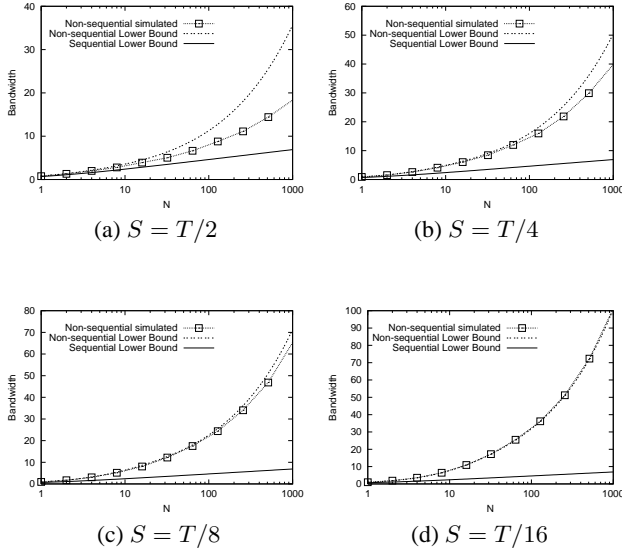 40
30
20
10
0
Bandwidth
Non-sequential simulated
Non-sequential Lower Bound
Sequential Lower Bound
1 10 100 1000
N
(a) S = T/2
60
50
40
30
20
10
0
Bandwidth
Non-sequential simulated
Non-sequential Lower Bound
Sequential Lower Bound
1 10 100 1000
N
(b) S = T/4
80
70
60
50
40
30
20
10
0
Bandwidth
Non-sequential simulated
Non-sequential Lower Bound
Sequential Lower Bound
1 10 100 1000
N
(c) S = T/8
100
90
80
70
60
50
40
30
20
10
0
Bandwidth
Non-sequential simulated
Non-sequential Lower Bound
Sequential Lower Bound
1 10 100 1000
N
(d) S = T/16